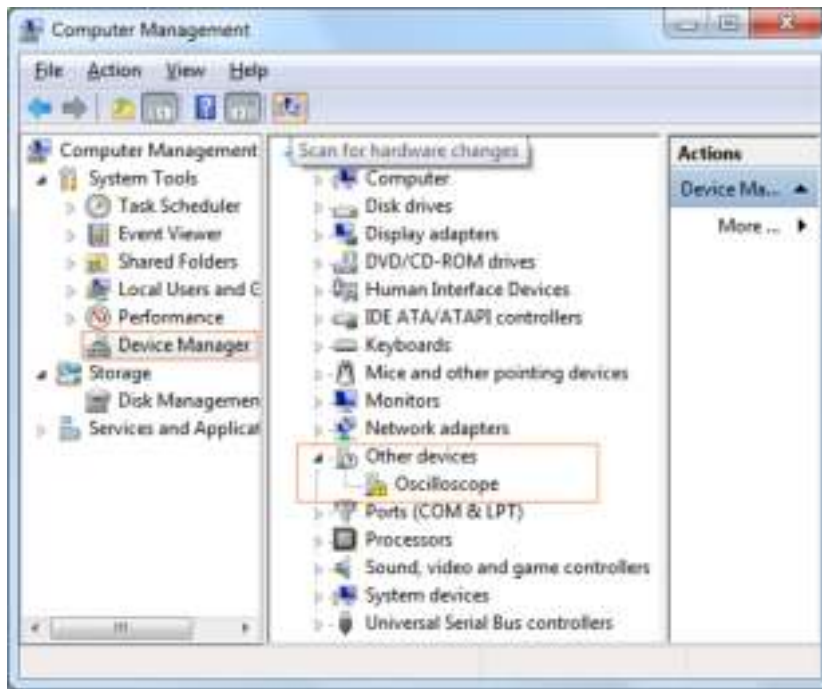 Computer Management
File Action View Help
Scan for hardware changes
Computer Management
System Tools
Task Scheduler
Event Viewer
Shared Folders
Local Users and G
Performance
Device Manager
Storage
Disk Managemen
Services and Applicat
Computer
Disk drives
Display adapters
DVD/CD-ROM drives
Human Interface Devices
IDE ATA/ATAPI controllers
Keyboards
Mice and other pointing devices
Monitors
Network adapters
Other devices
Oscilloscope
Ports (COM & LPT)
Processors
Sound, video and game controllers
System devices
Universal Serial Bus controllers
Actions
Device Ma...
More ...